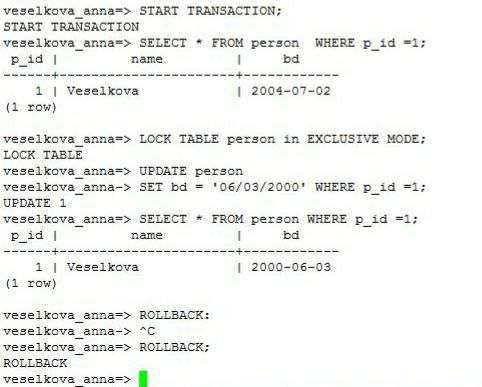 veselkova_anna=> START TRANSACTION;
START TRANSACTION
veselkova_anna=> SELECT * FROM person  WHERE p_id =1;
 p_id |         name          |     bd
------+-----------------------+------------
    1 | Veselkova             | 2004-07-02
(1 row)

veselkova_anna=> LOCK TABLE person in EXCLUSIVE MODE;
LOCK TABLE
veselkova_anna=> UPDATE person
veselkova_anna-> SET bd = '06/03/2000' WHERE p_id =1;
UPDATE 1
veselkova_anna=> SELECT * FROM person WHERE p_id =1;
 p_id |         name          |     bd
------+-----------------------+------------
    1 | Veselkova             | 2000-06-03
(1 row)

veselkova_anna=> ROLLBACK:
veselkova_anna-> ^C
veselkova_anna=> ROLLBACK;
ROLLBACK
veselkova_anna=>